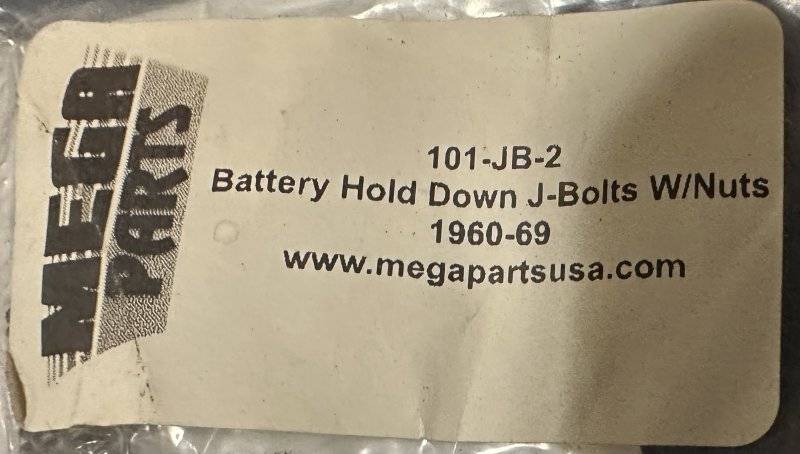 MEGA
PARTS
101-JB-2
Battery Hold Down J-Bolts W/Nuts
1960-69
www.megapartsusa.com